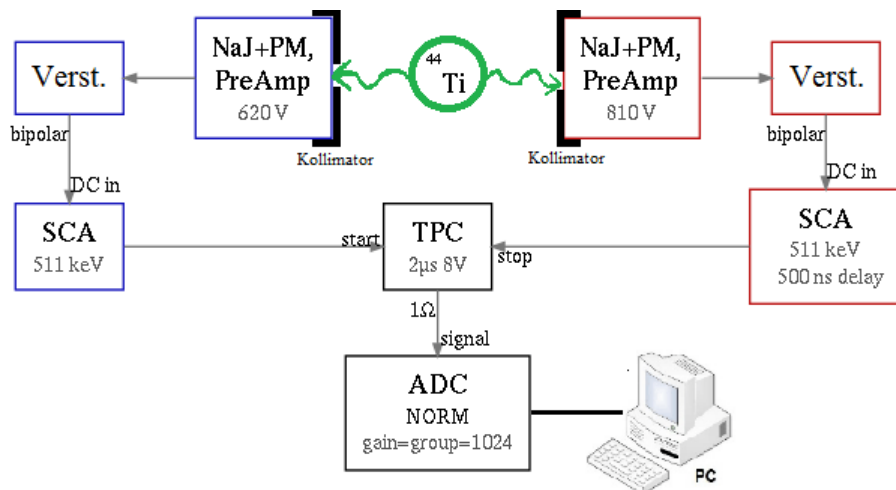 Verst.
NaJ+PM,
PreAmp
620 V
44
Ti
NaJ+PM,
PreAmp
810 V
Verst.
Kollimator
Kollimator
bipolar
bipolar
DC in
DC in
SCA
511 keV
start
TPC
2µs 8V
stop
SCA
511 keV
500 ns delay
1Ω
signal
ADC
NORM
gain=group=1024
PC